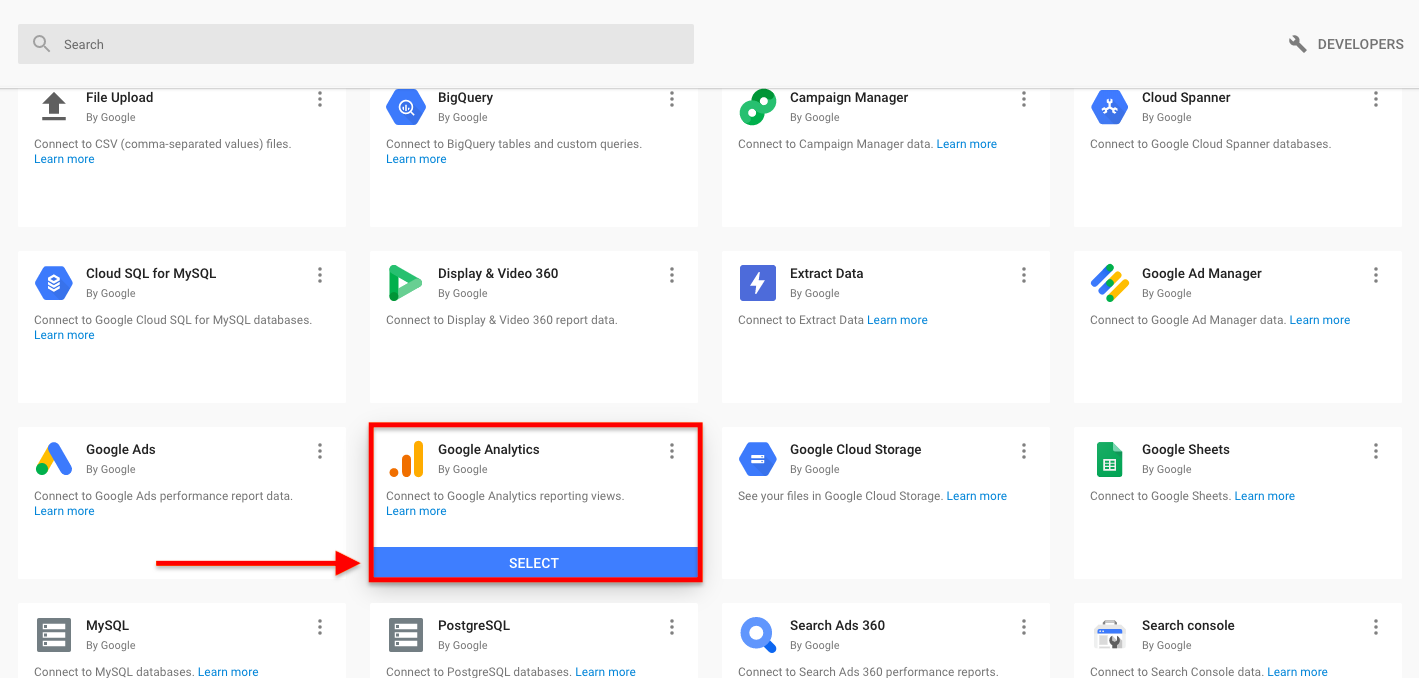 Search
DEVELOPERS
File Upload
By Google
Connect to CSV (comma-separated values) files.
Learn more
BigQuery
By Google
Connect to BigQuery tables and custom queries.
Learn more
Campaign Manager
By Google
Connect to Campaign Manager data. Learn more
Cloud Spanner
By Google
Connect to Google Cloud Spanner databases.
Cloud SQL for MySQL
By Google
Connect to Google Cloud SQL for MySQL databases.
Learn more
Display & Video 360
By Google
Connect to Display & Video 360 report data.
Extract Data
By Google
Connect to Extract Data Learn more
Google Ad Manager
By Google
Connect to Google Ad Manager data. Learn more
Google Ads
By Google
Connect to Google Ads performance report data.
Learn more
Google Analytics
By Google
Connect to Google Analytics reporting views.
Learn more
SELECT
Google Cloud Storage
By Google
See your files in Google Cloud Storage. Learn more
Google Sheets
By Google
Connect to Google Sheets. Learn more
MySQL
By Google
Connect to MySQL databases. Learn more
PostgreSQL
By Google
Connect to PostgreSQL databases. Learn more
Search Ads 360
By Google
Connect to Search Ads 360 performance reports.
Search console
By Google
Connect to Search Console data. Learn more